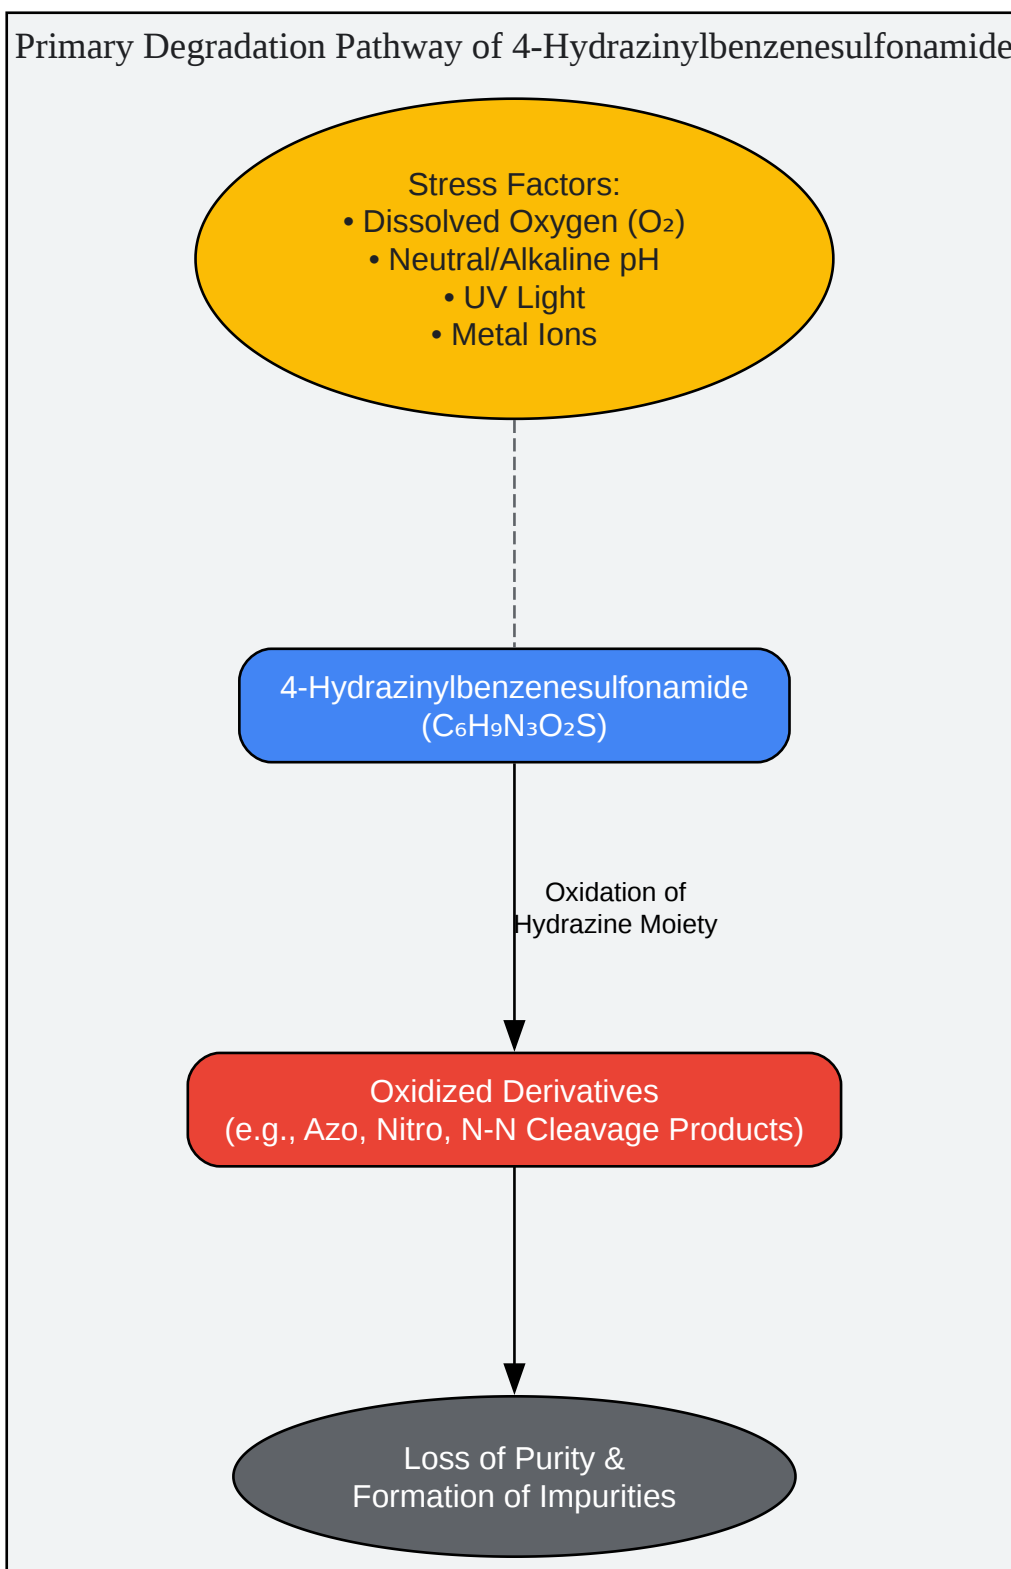 Primary Degradation Pathway of 4-Hydrazinylbenzenesulfonamide
Stress Factors:
• Dissolved Oxygen (O₂)
• Neutral/Alkaline pH
• UV Light
• Metal Ions
4-Hydrazinylbenzenesulfonamide
(C₆H₉N₃O₂S)
Oxidation of
Hydrazine Moiety
Oxidized Derivatives
(e.g., Azo, Nitro, N-N Cleavage Products)
Loss of Purity &
Formation of Impurities